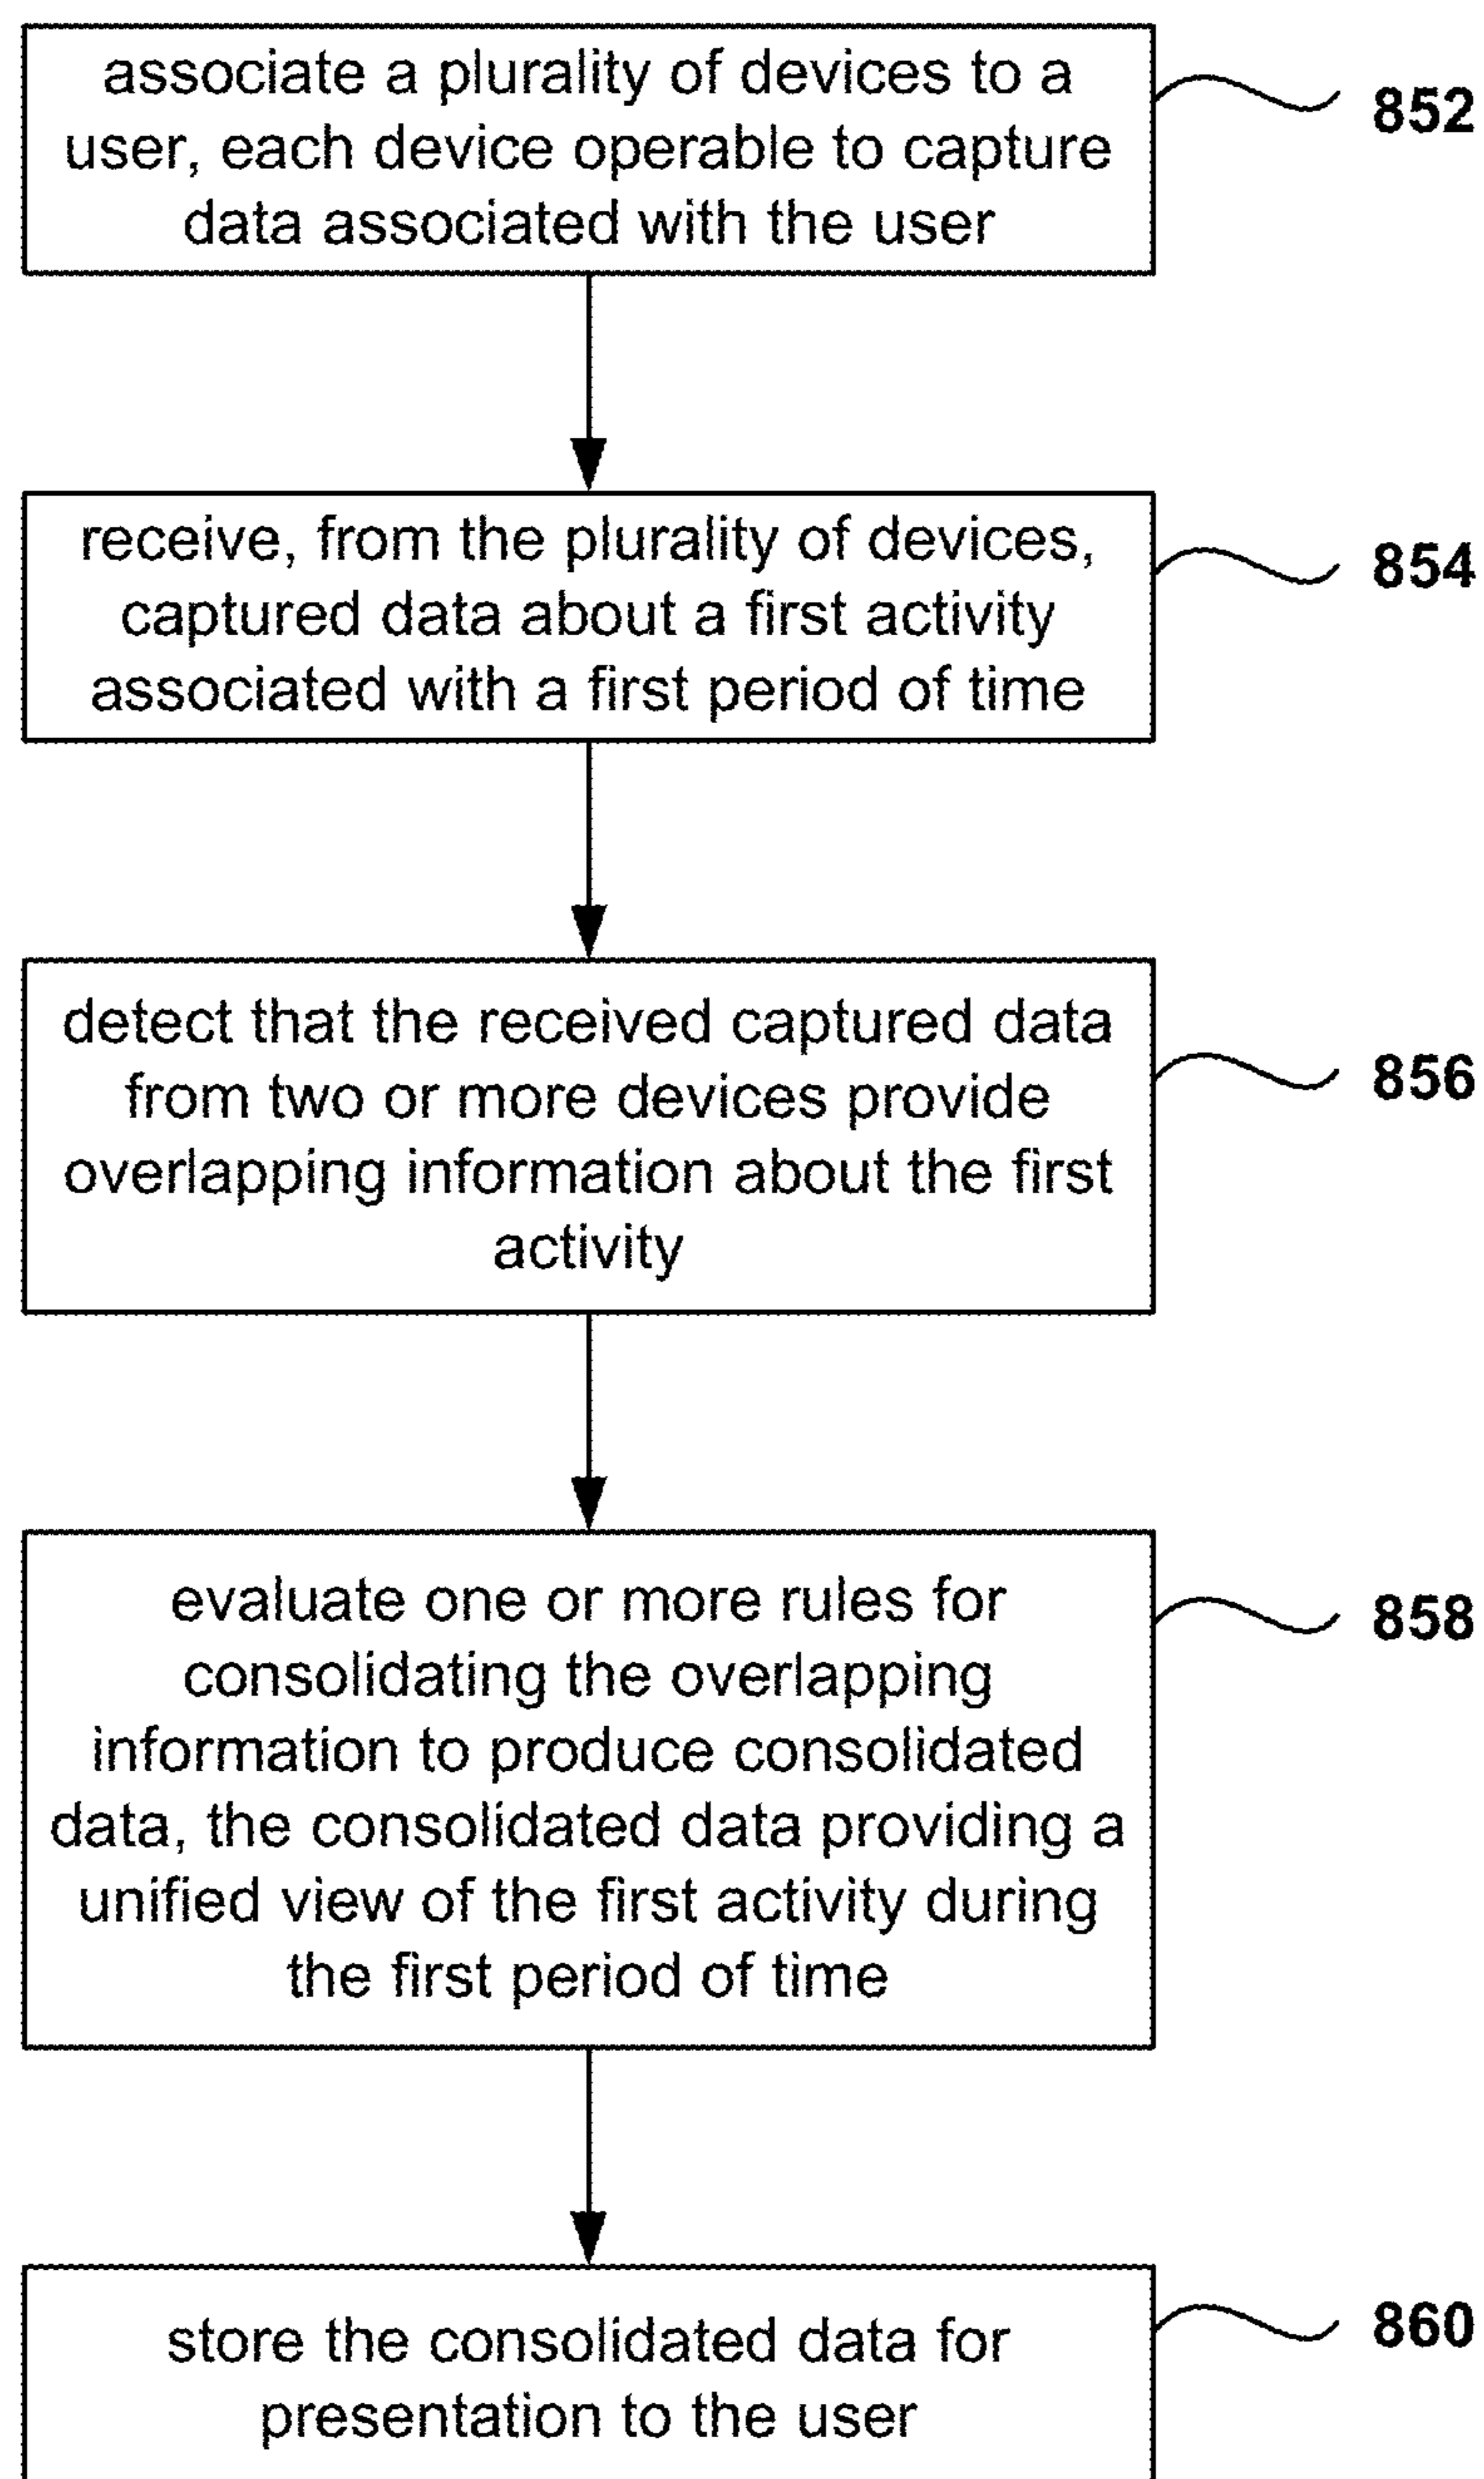 associate a plurality of devices to a
user, each device operable to capture
data associated with the user
852
receive, from the plurality of devices,
captured data about a first activity
associated with a first period of time
854
detect that the received captured data
from two or more devices provide
overlapping information about the first
activity
856
evaluate one or more rules for
consolidating the overlapping
information to produce consolidated
data, the consolidated data providing a
unified view of the first activity during
the first period of time
858
store the consolidated data for
presentation to the user
860